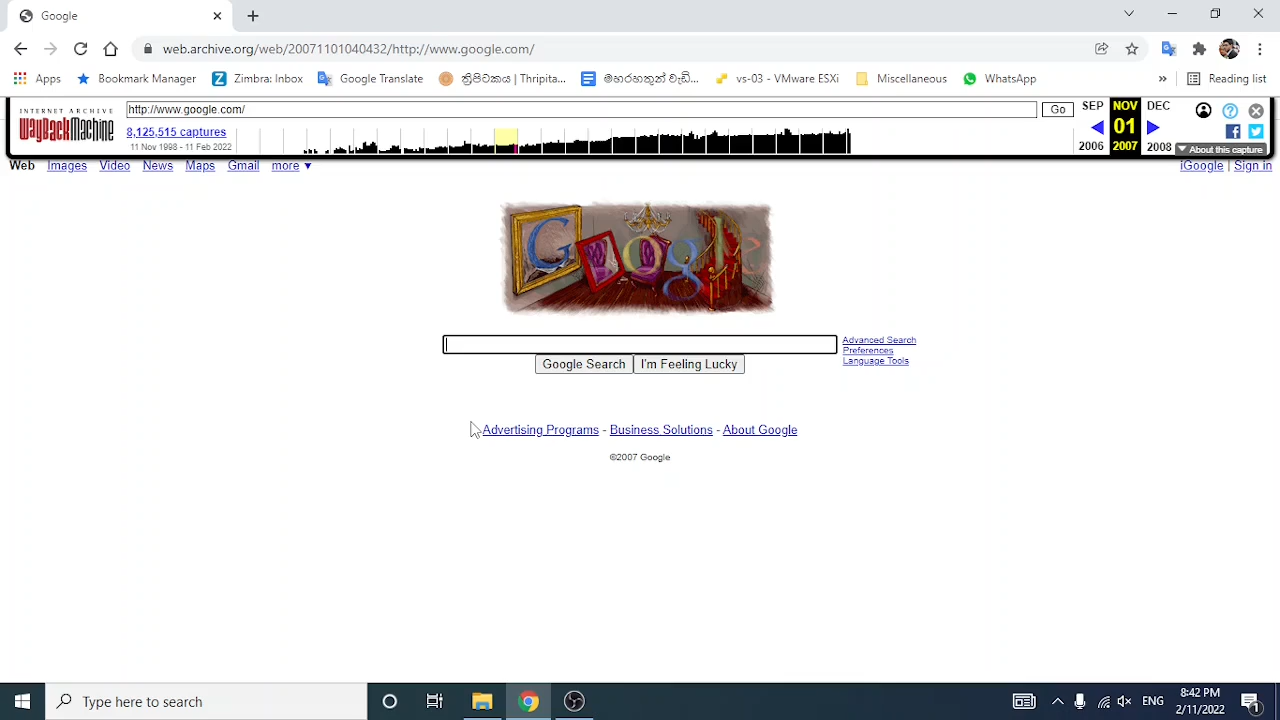 Google
web.archive.org/web/20071101040432/http://www.google.com/
Apps
Bookmark Manager
Zimbra: Inbox
Google Translate
ත්‍රිපිටකය | Thripita...
මෙරහතුන් වැඩි...
vs-03 - VMware ESXi
Miscellaneous
WhatsApp
»
Reading list
INTERNET ARCHIVE
WayBackMachine
http://www.google.com/
Go
8,125,515 captures
11 Nov 1998 - 11 Feb 2022
SEP NOV DEC
01
2006 2007 2008
About this capture
Web Images Video News Maps Gmail more ▼
iGoogle | Sign in
Google
Advanced Search
Preferences
Language Tools
Google Search I'm Feeling Lucky
Advertising Programs - Business Solutions - About Google
©2007 Google
Type here to search
ENG
8:42 PM
2/11/2022
1